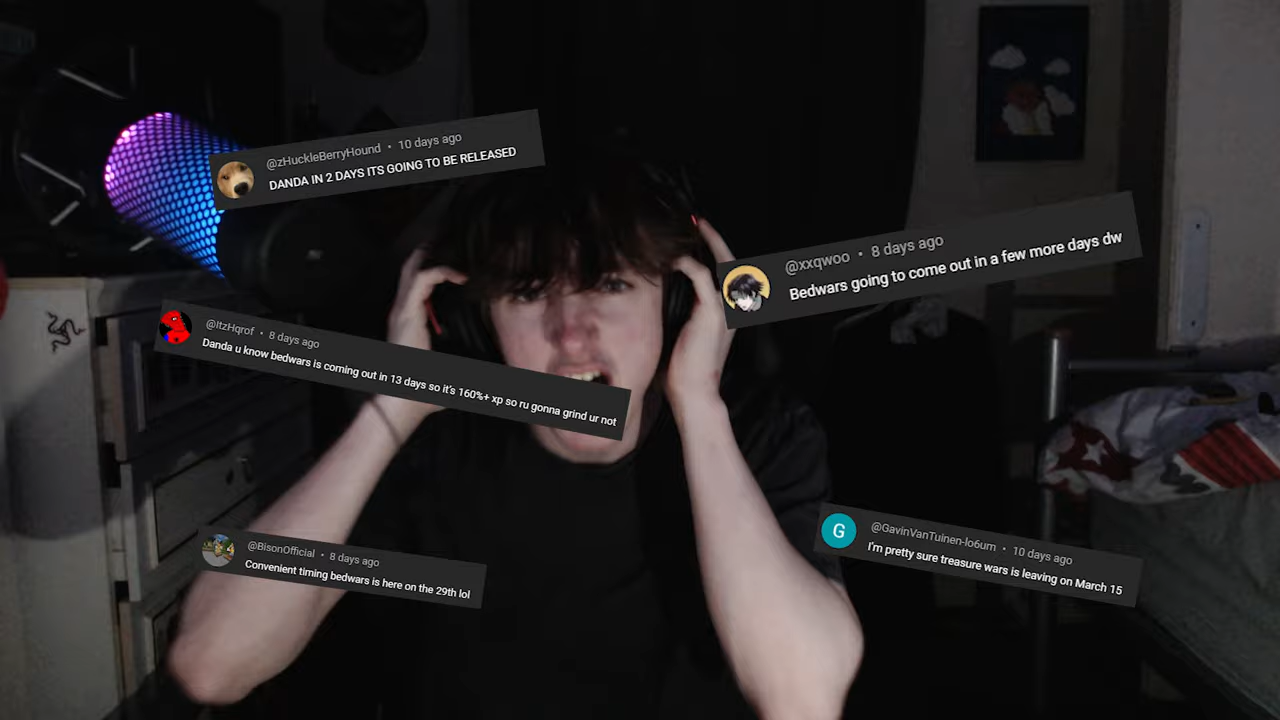 @zHuckleBerryHound • 10 days ago
DANDA IN 2 DAYS ITS GOING TO BE RELEASED
@xxqwoo • 8 days ago
Bedwars going to come out in a few more days dw
@ItzHqrof • 8 days ago
Danda u know bedwars is coming out in 13 days so it's 160%+ xp so ru gonna grind ur not
@BisonOfficial • 8 days ago
Convenient timing bedwars is here on the 29th lol
G
@GavinVanTuinen-lo6um • 10 days ago
I'm pretty sure treasure wars is leaving on March 15